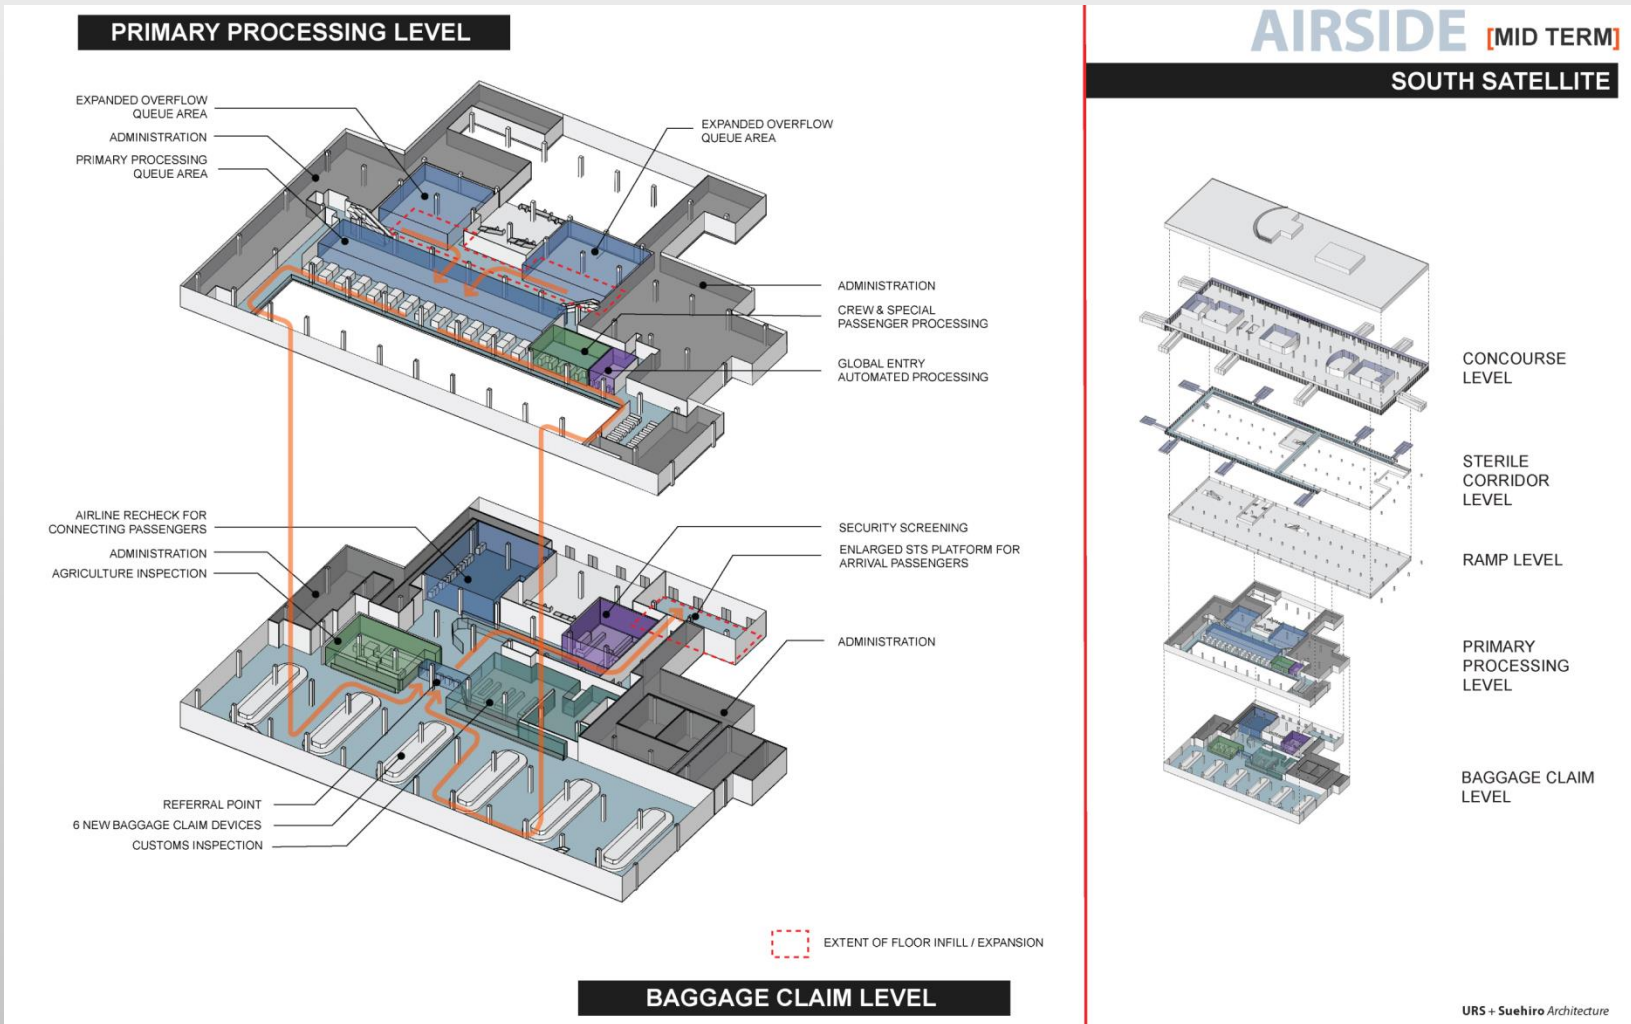 PRIMARY PROCESSING LEVEL
EXPANDED OVERFLOW
QUEUE AREA
ADMINISTRATION
PRIMARY PROCESSING
QUEUE AREA
EXPANDED OVERFLOW
QUEUE AREA
ADMINISTRATION
CREW & SPECIAL
PASSENGER PROCESSING
GLOBAL ENTRY
AUTOMATED PROCESSING
AIRLINE RECHECK FOR
CONNECTING PASSENGERS
ADMINISTRATION
AGRICULTURE INSPECTION
SECURITY SCREENING
ENLARGED STS PLATFORM FOR
ARRIVAL PASSENGERS
ADMINISTRATION
REFERRAL POINT
6 NEW BAGGAGE CLAIM DEVICES
CUSTOMS INSPECTION
EXTENT OF FLOOR INFILL / EXPANSION
BAGGAGE CLAIM LEVEL
AIRSIDE [MID TERM]
SOUTH SATELLITE
CONCOURSE
LEVEL
STERILE
CORRIDOR
LEVEL
RAMP LEVEL
PRIMARY
PROCESSING
LEVEL
BAGGAGE CLAIM
LEVEL
URS + Suehiro Architecture